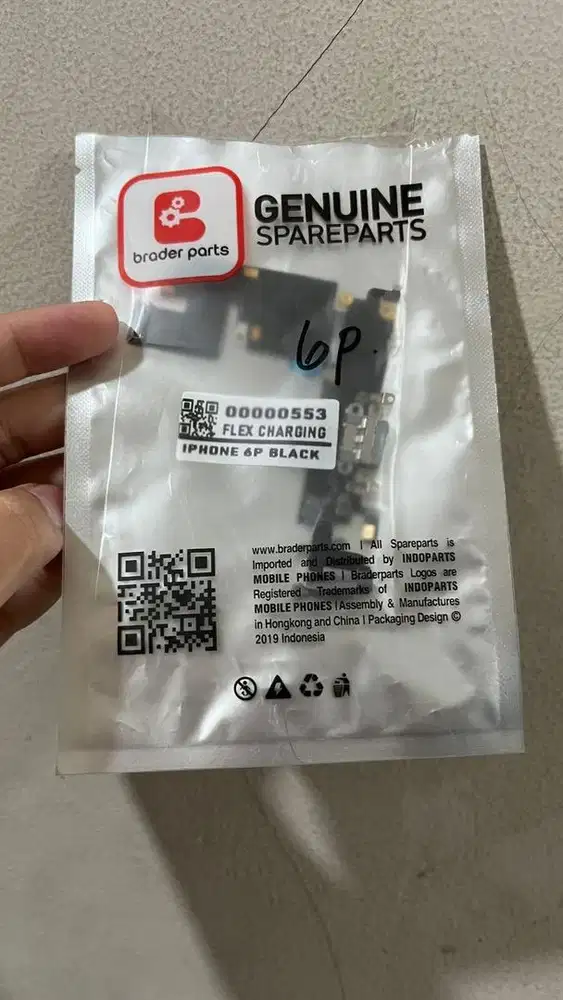 brader parts
GENUINE
SPAREPARTS
6P.
00000553
FLEX CHARGING
IPHONE 6P BLACK
www.braderparts.com | All Spareparts is
Imported and Distributed by INDOPARTS
MOBILE PHONES | Braderparts Logos are
Registered Trademarks of INDOPARTS
MOBILE PHONES | Assembly & Manufactures
in Hongkong and China | Packaging Design ©
2019 Indonesia